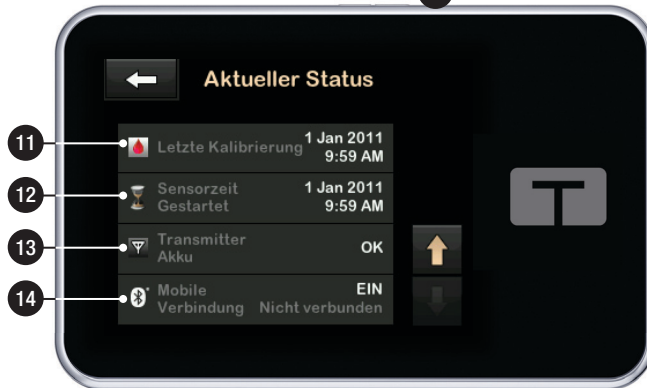 Aktueller Status
11
Letzte Kalibrierung
1 Jan 2011
9:59 AM
12
Sensorzeit
Gestartet
1 Jan 2011
9:59 AM
13
Transmitter
Akku
OK
14
Mobile
Verbindung
EIN
Nicht verbunden